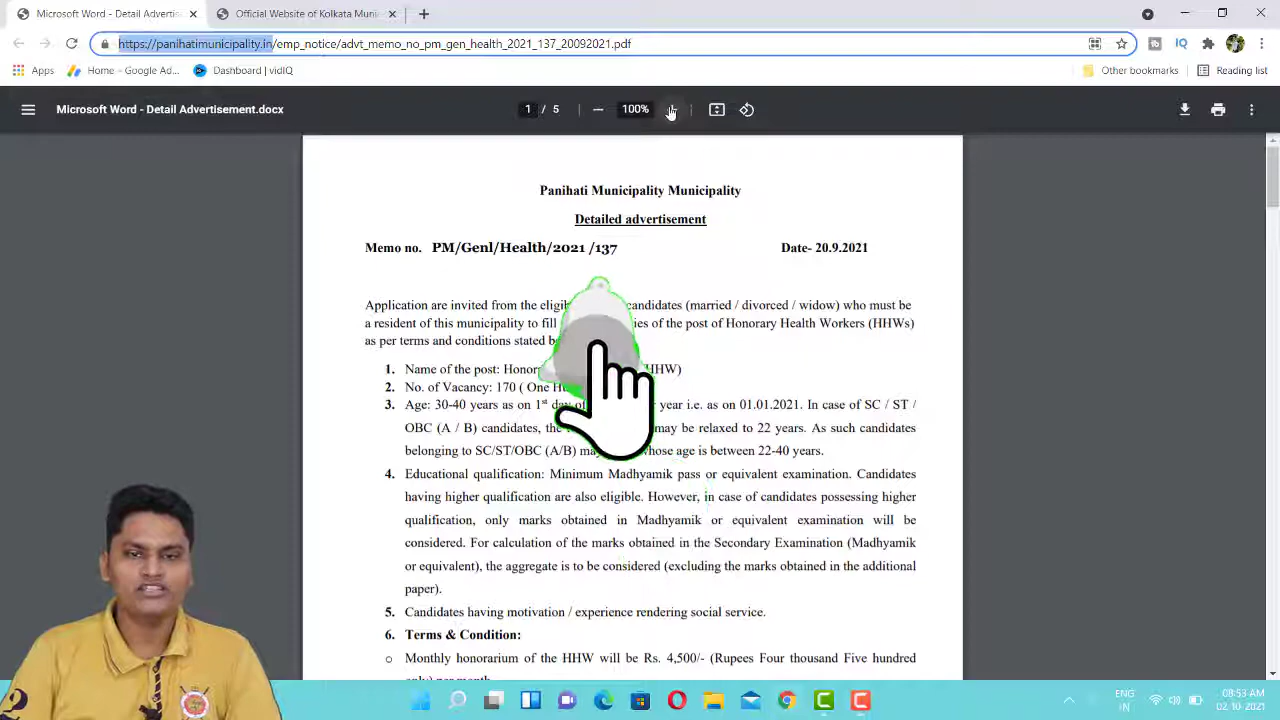 Microsoft Word - Detail Advertise
Official Website of Kolkata Muni
https://panihatimunicipality.in/emp_notice/advt_memo_no_pm_gen_health_2021_137_20092021.pdf
Apps
Home - Google Ad...
Dashboard | vidIQ
Other bookmarks
Reading list
Microsoft Word - Detail Advertisement.docx
1 / 5
100%
Panihati Municipality Municipality
Detailed advertisement
Memo no. PM/Genl/Health/2021 /137 Date- 20.9.2021
Application are invited from the candidates (married / divorced / widow) who must be
a resident of this municipality to fill of the post of Honorary Health Workers (HHWs)
as per terms and conditions stated
1. Name of the post: HHW)
2. No. of Vacancy: 170 ( One
3. Age: 30-40 years as on 1st day of year i.e. as on 01.01.2021. In case of SC / ST /
OBC (A / B) candidates, the may be relaxed to 22 years. As such candidates
belonging to SC/ST/OBC (A/B) whose age is between 22-40 years.
4. Educational qualification: Minimum Madhyamik pass or equivalent examination. Candidates
having higher qualification are also eligible. However, in case of candidates possessing higher
qualification, only marks obtained in Madhyamik or equivalent examination will be
considered. For calculation of the marks obtained in the Secondary Examination (Madhyamik
or equivalent), the aggregate is to be considered (excluding the marks obtained in the additional
paper).
5. Candidates having motivation / experience rendering social service.
6. Terms & Condition:
o Monthly honorarium of the HHW will be Rs. 4,500/- (Rupees Four thousand Five hundred
only) per month
ENG
IN
08:53 AM
02-10-2021